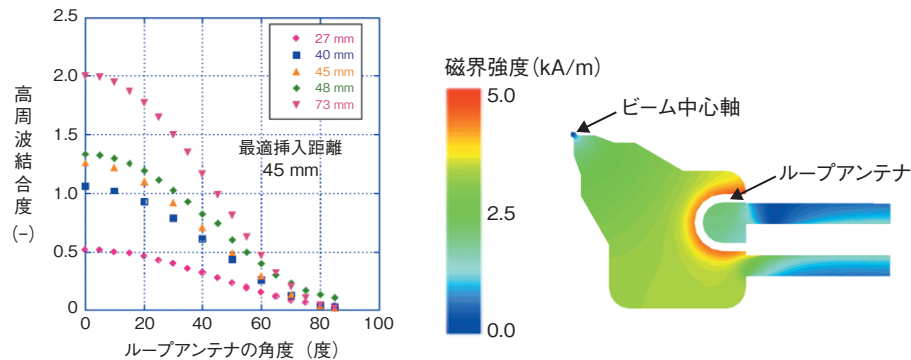 2.5
2.0
1.5
1.0
0.5
0
高周波結合度
(-)
27 mm
40 mm
45 mm
48 mm
73 mm
最適挿入距離
45 mm
0
20
40
60
80
100
ループアンテナの角度（度）
磁界強度（kA/m）
5.0
2.5
0.0
ビーム中心軸
ループアンテナ